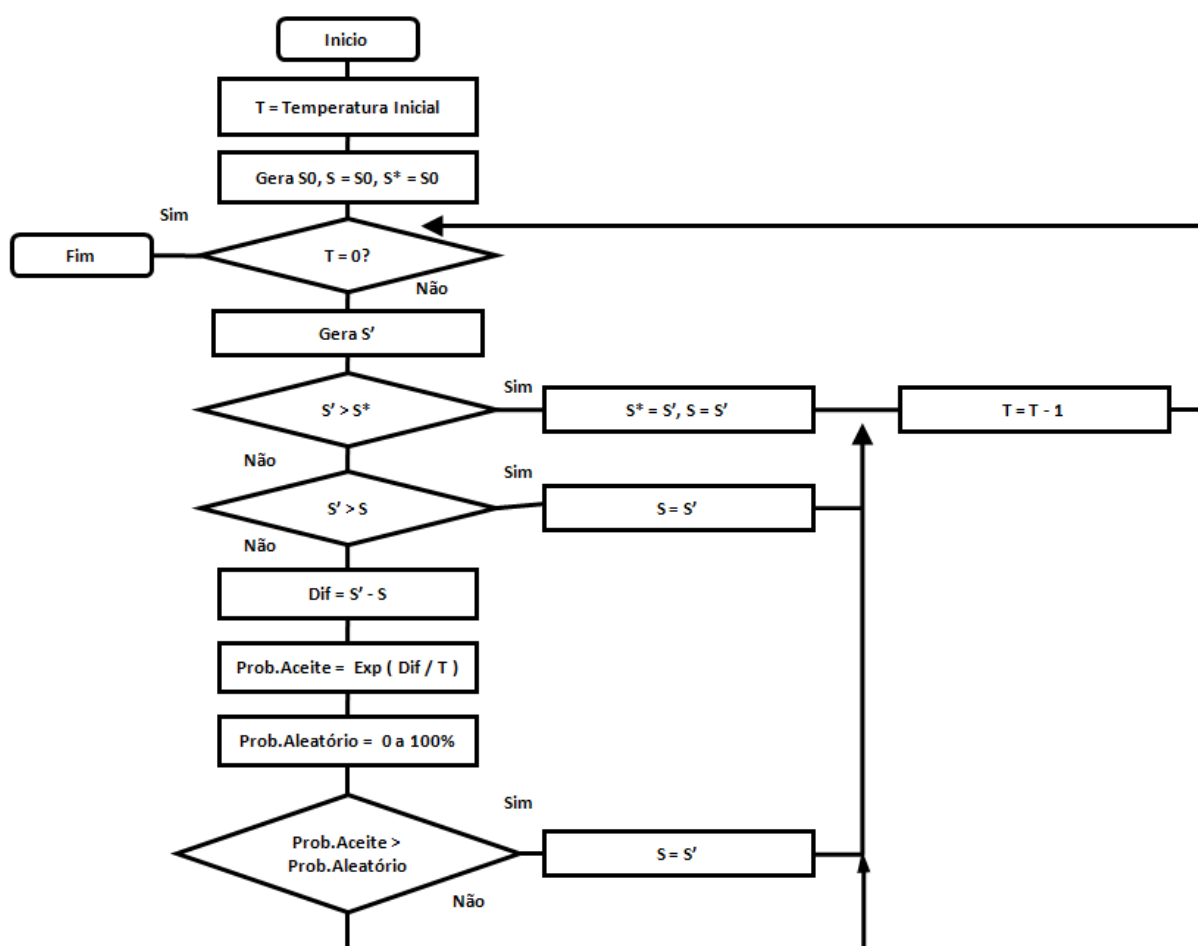 Inicio
T = Temperatura Inicial
Gera S0, S = S0, S* = S0
Sim
Fim
T = 0?
Não
Gera S’
S’ > S*
Sim
S* = S’, S = S’
T = T - 1
Não
S’ > S
Sim
S = S’
Não
Dif = S’ - S
Prob.Aceite = Exp ( Dif / T )
Prob.Aleatório = 0 a 100%
Prob.Aceite >
Prob.Aleatório
Sim
S = S’
Não